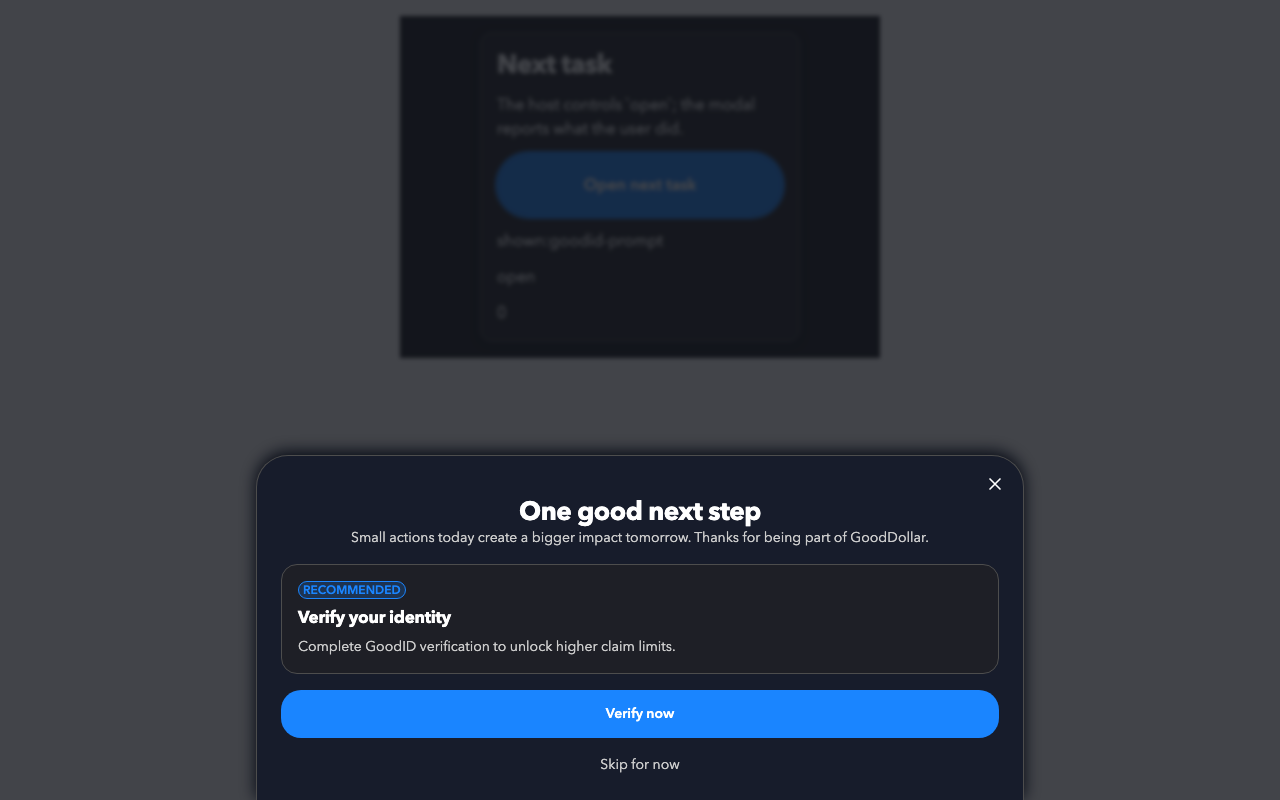 Next task
The host controls `open`; the modal
reports what the user did.
Open next task
shown:goodid-prompt
open
0
One good next step
Small actions today create a bigger impact tomorrow. Thanks for being part of GoodDollar.
RECOMMENDED
Verify your identity
Complete GoodID verification to unlock higher claim limits.
Verify now
Skip for now